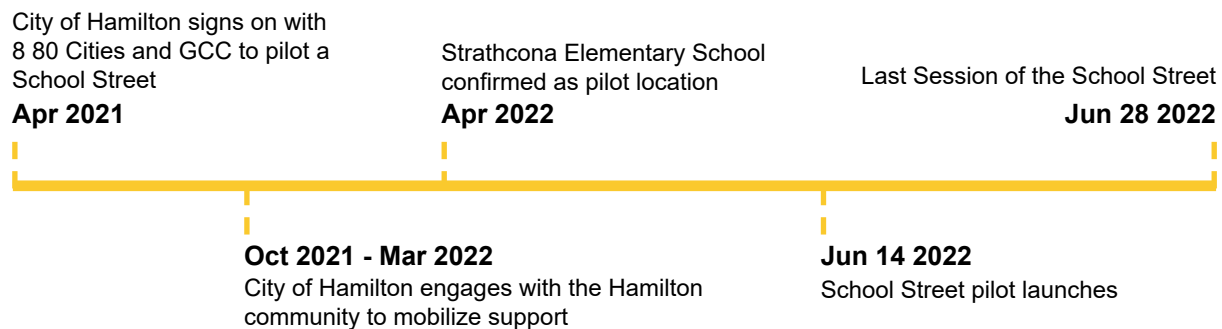 City of Hamilton signs on with
8 80 Cities and GCC to pilot a
School Street
Apr 2021
Strathcona Elementary School
confirmed as pilot location
Apr 2022
Last Session of the School Street
Jun 28 2022
Oct 2021 - Mar 2022
City of Hamilton engages with the Hamilton
community to mobilize support
Jun 14 2022
School Street pilot launches